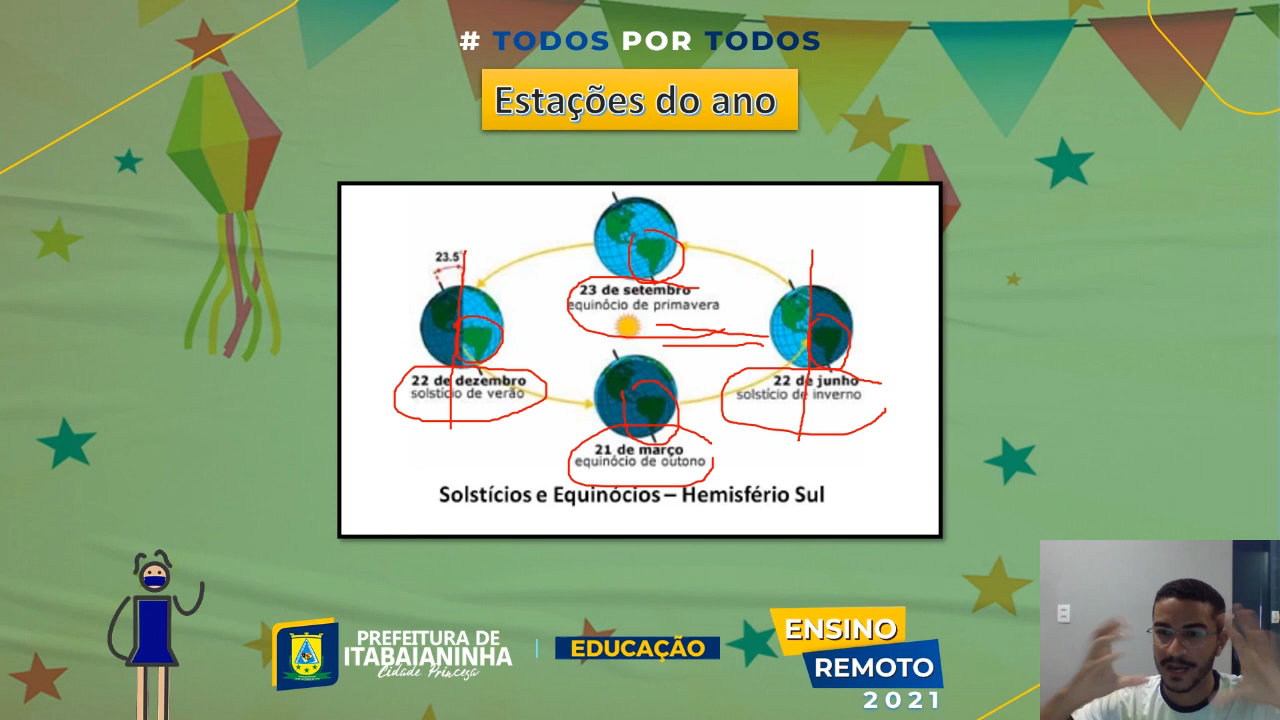 # TODOS POR TODOS
Estações do ano
23.5°
23 de setembro
equinócio de primavera
22 de dezembro
solstício de verão
22 de junho
solstício de inverno
21 de março
equinócio de outono
Solstícios e Equinócios – Hemisfério Sul
PREFEITURA DE
ITABAIANINHA
Cidade Princesa
EDUCAÇÃO
ENSINO
REMOTO
2021